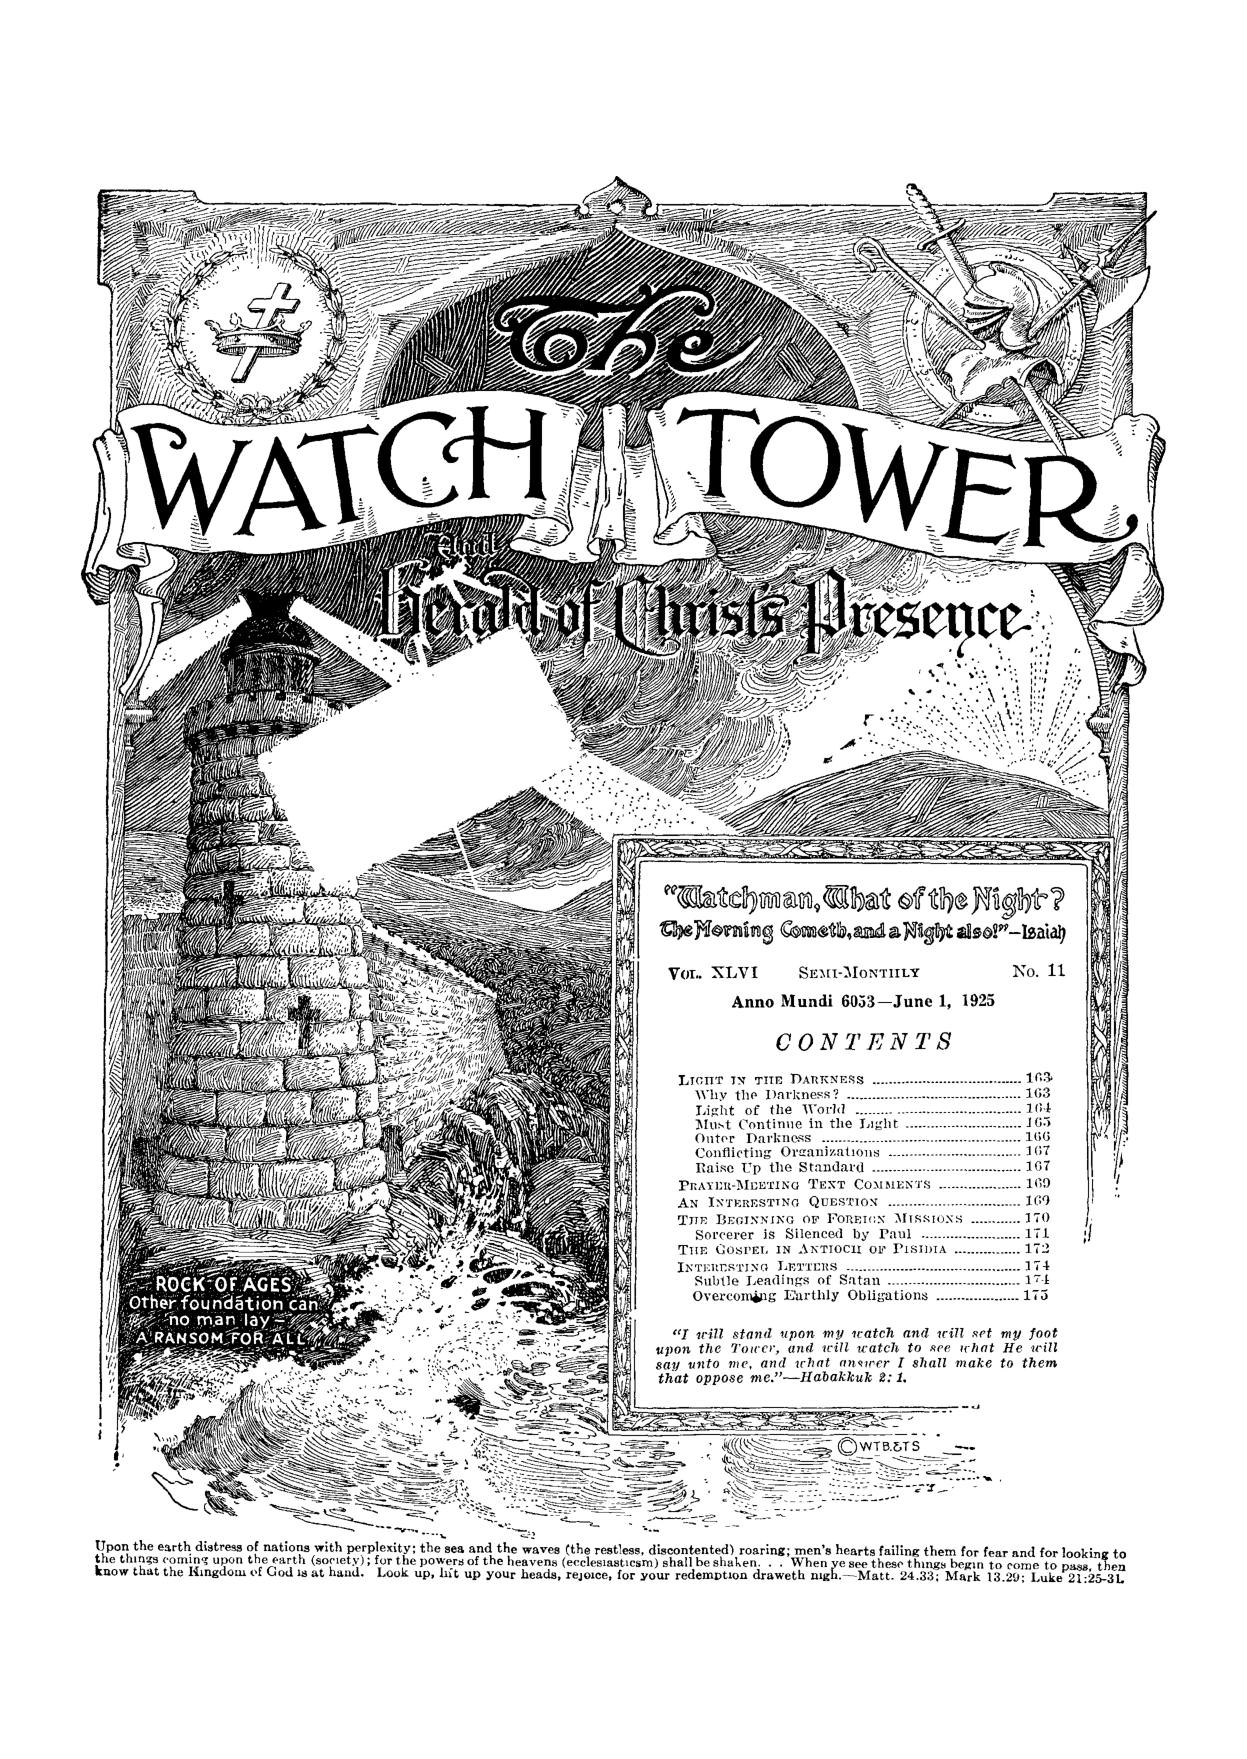 The
WATCH TOWER
And
Herald of Christ's Presence
"Watchman, What of the Night?
The Morning Cometh, and a Night also!"—Isaiah
VOL. XLVI SEMI-MONTHLY No. 11
Anno Mundi 6053—June 1, 1925
CONTENTS
LIGHT IN THE DARKNESS 163
Why the Darkness? 163
Light of the World 164
Must Continue in the Light 165
Outer Darkness 166
Conflicting Organizations 167
Raise Up the Standard 167
PRAYER-MEETING TEXT COMMENTS 169
AN INTERESTING QUESTION 169
THE BEGINNING OF FOREIGN MISSIONS 170
Sorcerer is Silenced by Paul 171
THE GOSPEL IN ANTIOCH OF PISIDIA 172
INTERESTING LETTERS 174
Subtle Leadings of Satan 174
Overcoming Earthly Obligations 175
"I will stand upon my watch and will set my foot
upon the Tower, and will watch to see what He will
say unto me, and what answer I shall make to them
that oppose me."—Habakkuk 2: 1.
ROCK OF AGES
Other foundation can
no man lay –
A RANSOM FOR ALL
©WTB.&TS
Upon the earth distress of nations with perplexity; the sea and the waves (the restless, discontented) roaring; men's hearts failing them for fear and for looking to
the things coming upon the earth (society); for the powers of the heavens (ecclesiasticsm) shall be shaken. . . When ye see these things begin to come to pass, then
know that the Kingdom of God is at hand. Look up, lift up your heads, rejoice, for your redemption draweth nigh.—Matt. 24.33; Mark 13.29; Luke 21:25-31.